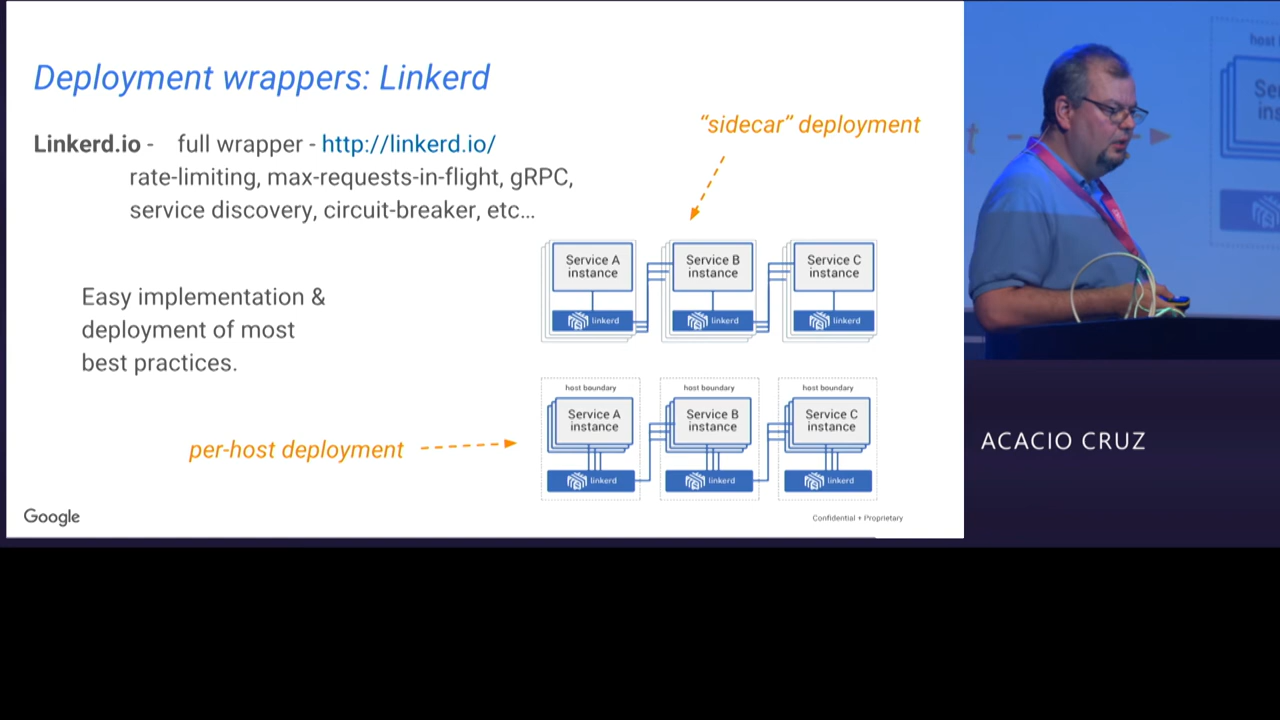 Deployment wrappers: Linkerd
Linkerd.io - full wrapper - http://linkerd.io/
rate-limiting, max-requests-in-flight, gRPC,
service discovery, circuit-breaker, etc...
Easy implementation &
deployment of most
best practices.
"sidecar" deployment
Service A
instance
linkerd
Service B
instance
linkerd
Service C
instance
linkerd
per-host deployment
host boundary
Service A
instance
linkerd
host boundary
Service B
instance
linkerd
host boundary
Service C
instance
linkerd
Google
Confidential + Proprietary
ACACIO CRUZ